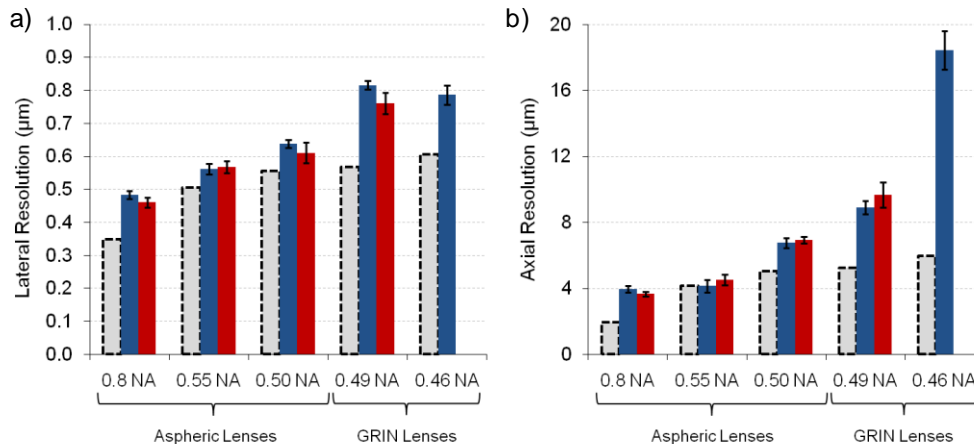 a)
Lateral Resolution (µm)
1.0
0.9
0.8
0.7
0.6
0.5
0.4
0.3
0.2
0.1
0.0
0.8 NA 0.55 NA 0.50 NA 0.49 NA 0.46 NA
Aspheric Lenses GRIN Lenses
b)
Axial Resolution (µm)
20
16
12
8
4
0
0.8 NA 0.55 NA 0.50 NA 0.49 NA 0.46 NA
Aspheric Lenses GRIN Lenses